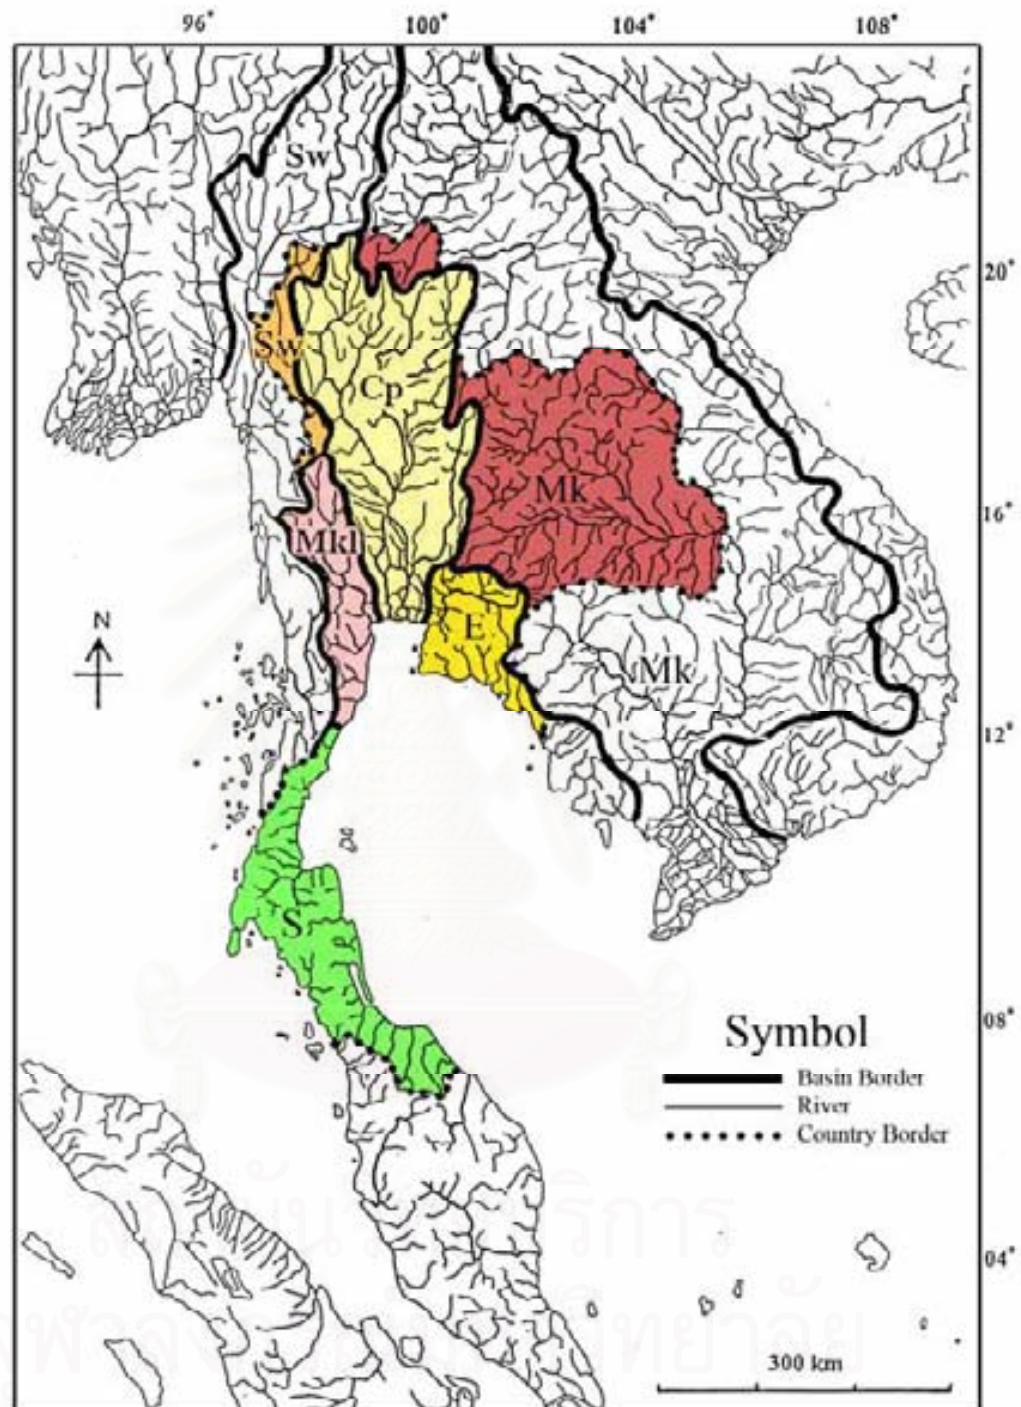 96° 100° 104° 108°
Sw
20°
Sw
Cp
Mk
16°
Mkl
E
N
Mk
12°
S
08°
Symbol
Basin Border
River
Country Border
04°
300 km